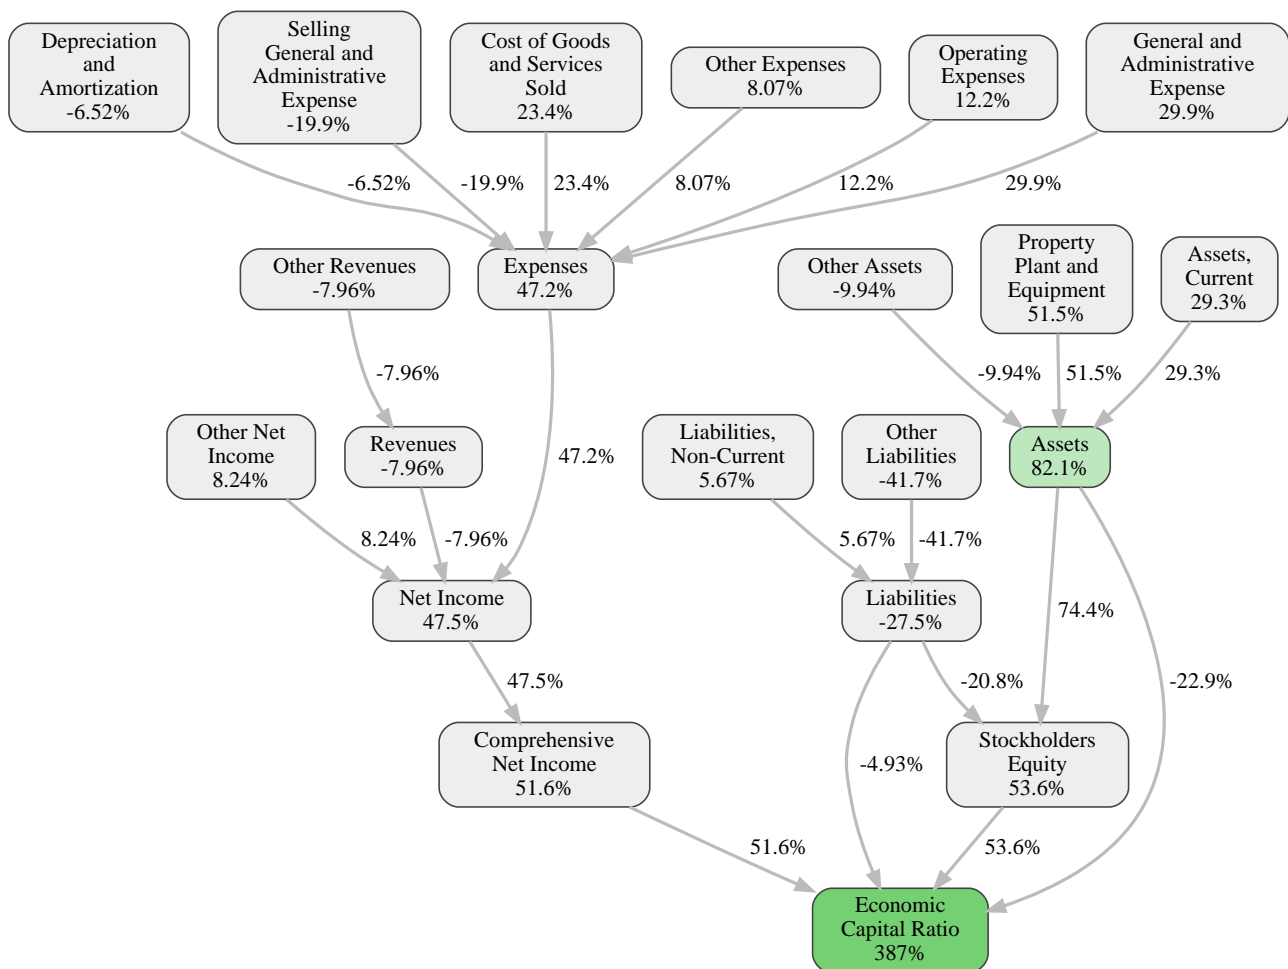 Depreciation
and
Amortization
-6.52%
Selling
General and
Administrative
Expense
-19.9%
Cost of Goods
and Services
Sold
23.4%
Other Expenses
8.07%
Operating
Expenses
12.2%
General and
Administrative
Expense
29.9%
-6.52%
-19.9%
23.4%
8.07%
12.2%
29.9%
Other Revenues
-7.96%
Expenses
47.2%
Other Assets
-9.94%
Property
Plant and
Equipment
51.5%
Assets,
Current
29.3%
-7.96%
-9.94%
51.5%
29.3%
Other Net
Income
8.24%
Revenues
-7.96%
47.2%
Liabilities,
Non-Current
5.67%
Other
Liabilities
-41.7%
Assets
82.1%
8.24%
-7.96%
5.67%
-41.7%
Net Income
47.5%
Liabilities
-27.5%
74.4%
47.5%
-20.8%
-22.9%
Comprehensive
Net Income
51.6%
-4.93%
Stockholders
Equity
53.6%
51.6%
53.6%
Economic
Capital Ratio
387%